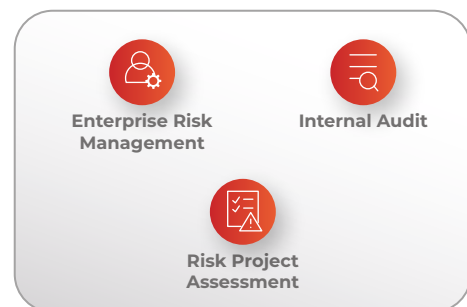 Enterprise Risk
Management
Internal Audit
Risk Project
Assessment